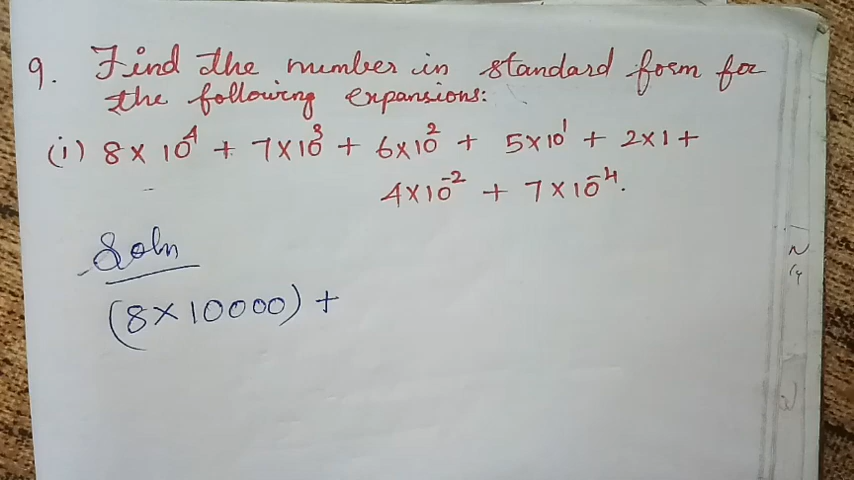 9. Find the number in standard form for
the following expansions:
(i) 8 × 10⁴ + 7×10³ + 6×10² + 5×10¹ + 2×1 +
4×10⁻² + 7×10⁻⁴.
Soln
(8×10000) +